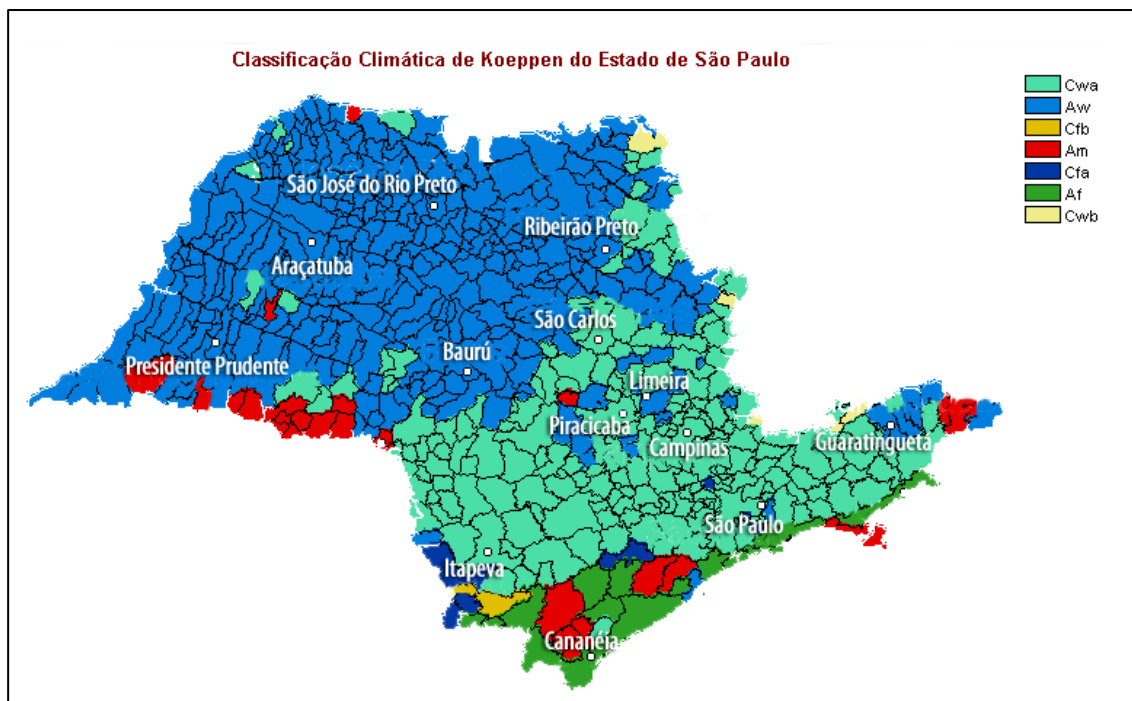 Classificação Climática de Koeppen do Estado de São Paulo
Cwa
Aw
Cfb
Am
Cfa
Af
Cwb
São José do Rio Preto
Ribeirão Preto
Araçatuba
São Carlos
Baurú
Presidente Prudente
Limeira
Piracicaba
Campinas
Guaratingueta
São Paulo
Itapeva
Cananéia